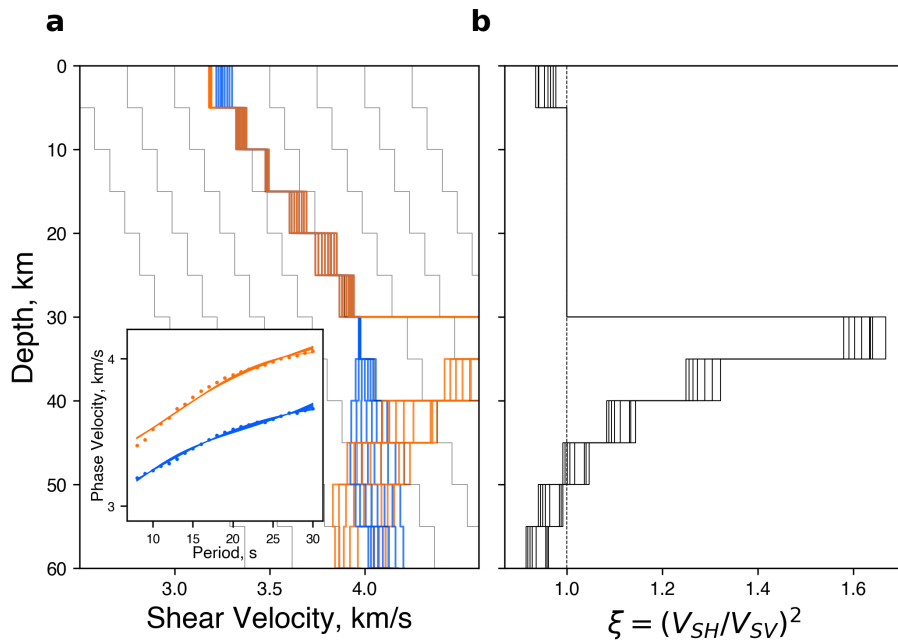 a
b
0
10
20
30
40
50
60
Depth, km
4
3
Phase Velocity, km/s
10 15 20 25 30
Period, s
3.0 3.5 4.0
Shear Velocity, km/s
1.0 1.2 1.4 1.6
ξ = (V_SH/V_SV)²